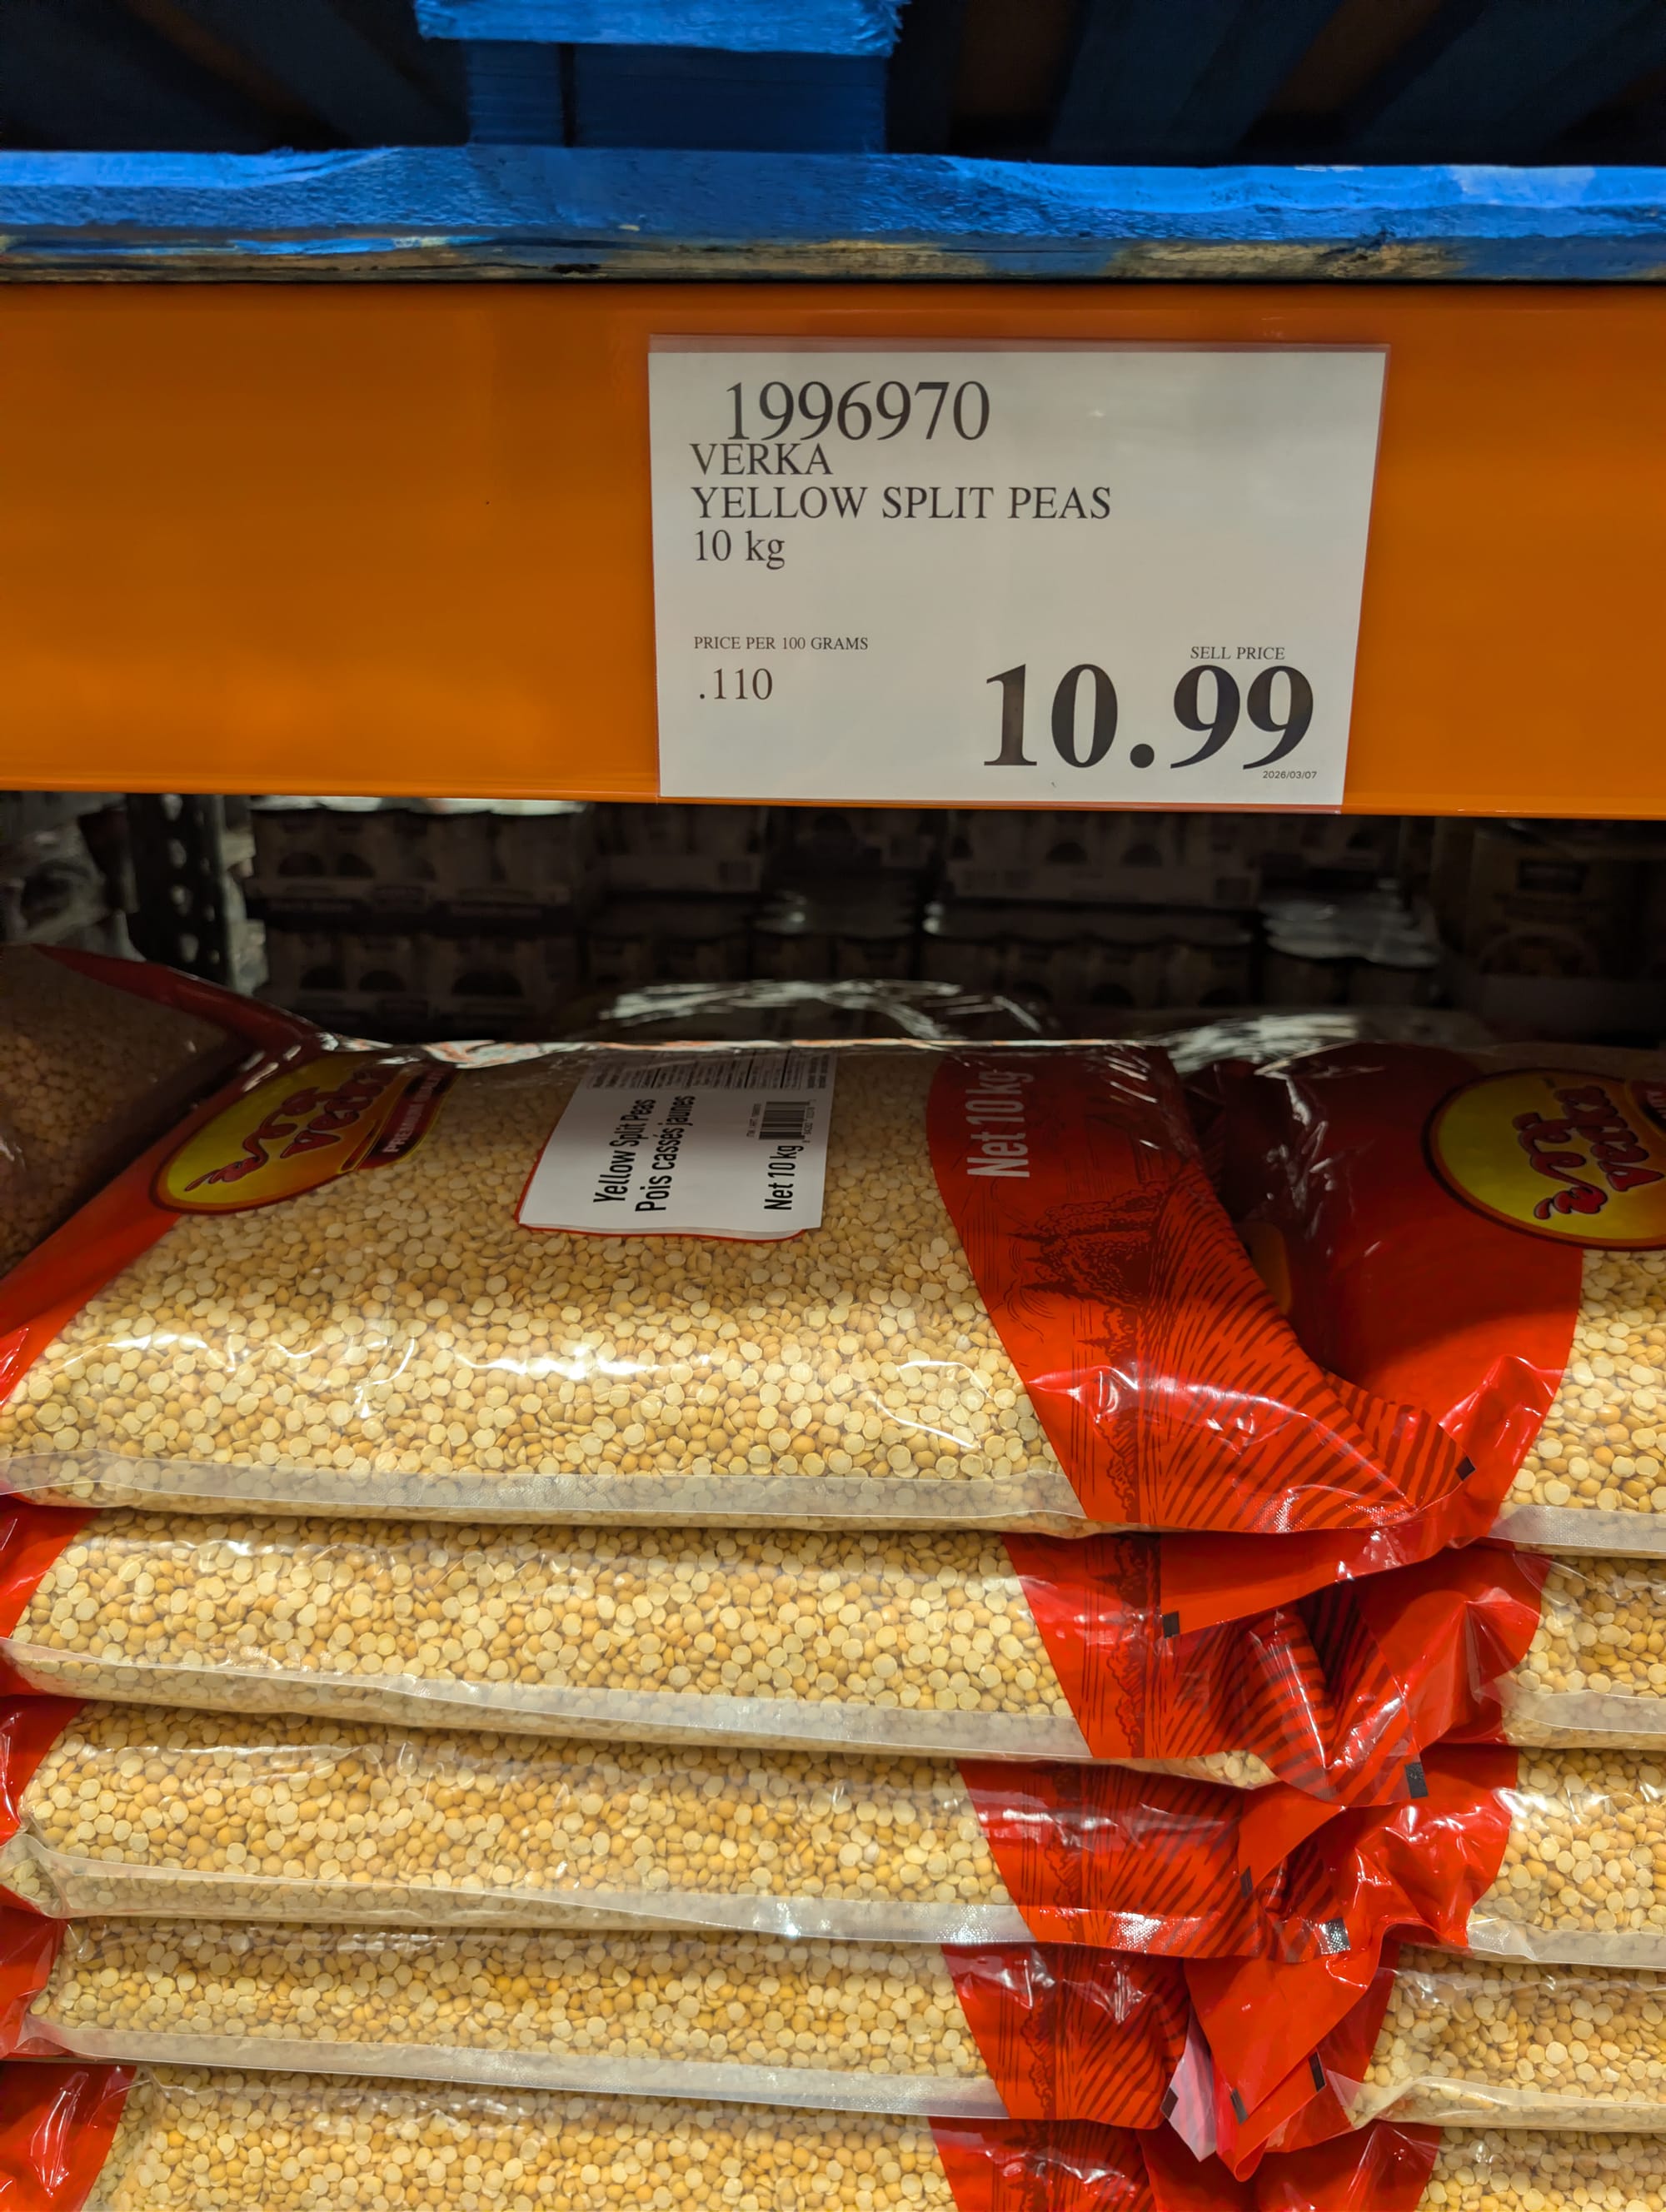 1996970
VERKA
YELLOW SPLIT PEAS
10 kg
PRICE PER 100 GRAMS
.110
SELL PRICE
10.99
2026/03/07
Yellow Split Peas
Pois cassés jaunes
Net 10 kg
Net 10 kg